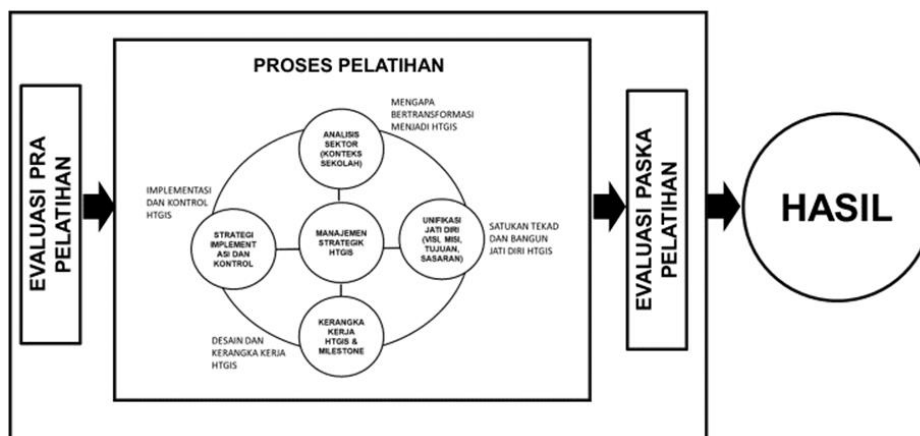 EVALUASI PRA
PELATIHAN
PROSES PELATIHAN
MENGAPA
BERTRANSFORMASI
MENJADI HTGIS
ANALISIS
SEKTOR
(KONTEKS
SEKOLAH)
IMPLEMENTASI
DAN KONTROL
HTGIS
STRATEGI
IMPLEMENT
ASI DAN
KONTROL
MANAJEMEN
STRATEGIK
HTGIS
UNIFIKASI
JATI DIRI
(VISI, MISI,
TUJUAN,
SASARAN)
SATUKAN TEKAD
DAN BANGUN
JATI DIRI HTGIS
KERANGKA
KERJA
HTGIS &
MILESTONE
DESAIN DAN
KERANGKA KERJA
HTGIS
EVALUASI PASKA
PELATIHAN
HASIL